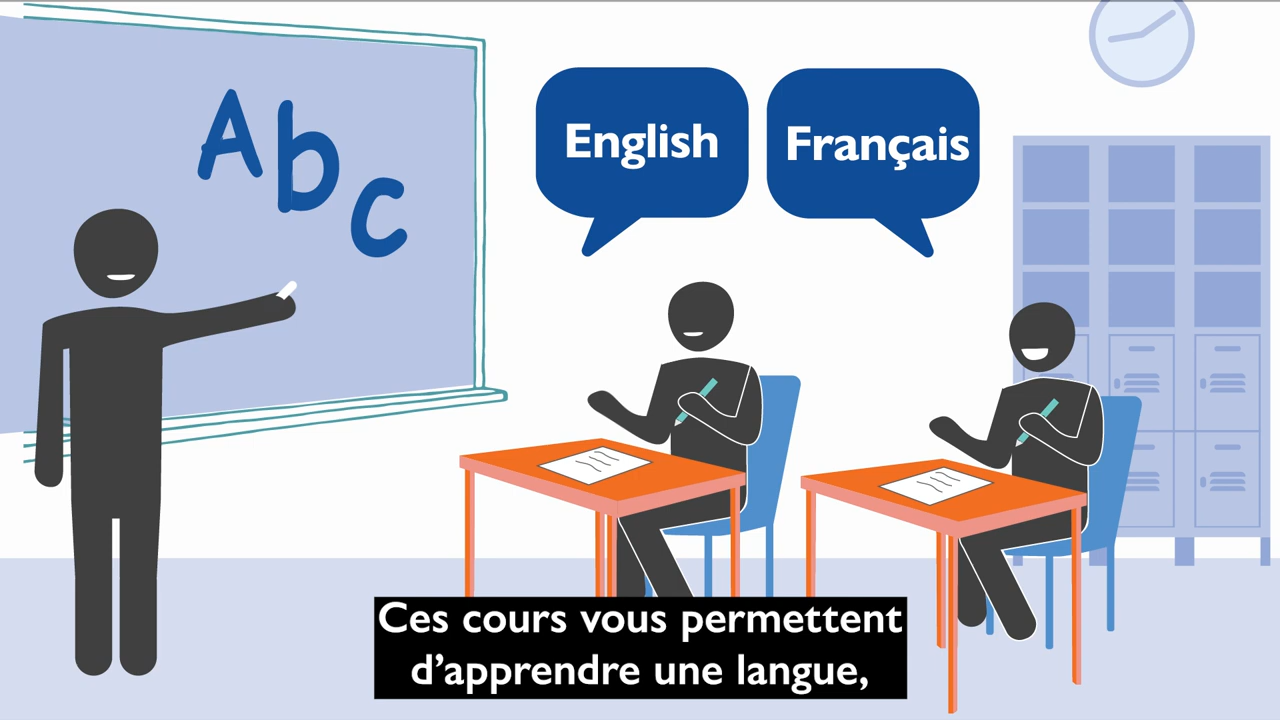 Abc
English
Français
Ces cours vous permettent
d’apprendre une langue,